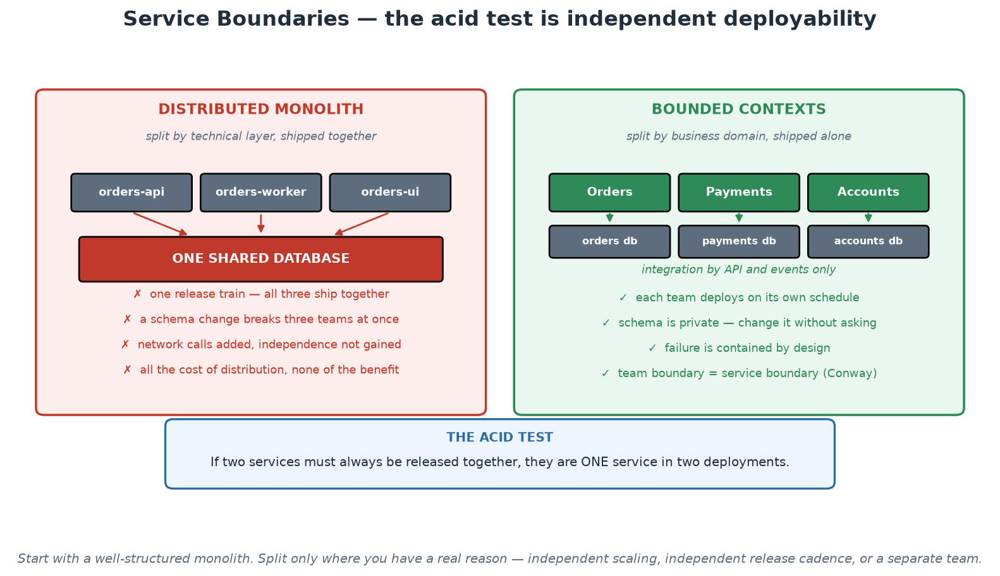 Service Boundaries — the acid test is independent deployability
DISTRIBUTED MONOLITH
split by technical layer, shipped together
orders-api
orders-worker
orders-ui
ONE SHARED DATABASE
✗ one release train — all three ship together
✗ a schema change breaks three teams at once
✗ network calls added, independence not gained
✗ all the cost of distribution, none of the benefit
BOUNDED CONTEXTS
split by business domain, shipped alone
Orders
Payments
Accounts
orders db
payments db
accounts db
integration by API and events only
✓ each team deploys on its own schedule
✓ schema is private — change it without asking
✓ failure is contained by design
✓ team boundary = service boundary (Conway)
THE ACID TEST
If two services must always be released together, they are ONE service in two deployments.
Start with a well-structured monolith. Split only where you have a real reason — independent scaling, independent release cadence, or a separate team.